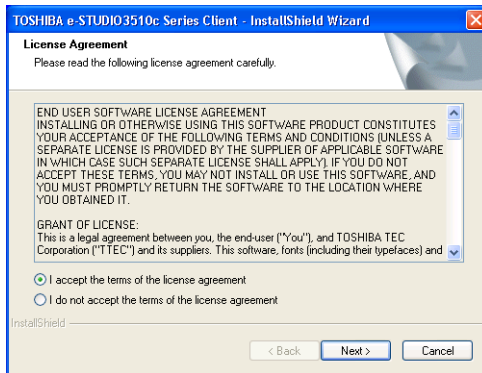 TOSHIBA e-STUDIO3510c Series Client - InstallShield Wizard
License Agreement
Please read the following license agreement carefully.
END USER SOFTWARE LICENSE AGREEMENT
INSTALLING OR OTHERWISE USING THIS SOFTWARE PRODUCT CONSTITUTES
YOUR ACCEPTANCE OF THE FOLLOWING TERMS AND CONDITIONS (UNLESS A
SEPARATE LICENSE IS PROVIDED BY THE SUPPLIER OF APPLICABLE SOFTWARE
IN WHICH CASE SUCH SEPARATE LICENSE SHALL APPLY). IF YOU DO NOT
ACCEPT THESE TERMS, YOU MAY NOT INSTALL OR USE THIS SOFTWARE, AND
YOU MUST PROMPTLY RETURN THE SOFTWARE TO THE LOCATION WHERE
YOU OBTAINED IT.
GRANT OF LICENSE:
This is a legal agreement between you, the end-user ("You"), and TOSHIBA TEC
Corporation ("TTEC") and its suppliers. This software, fonts (including their typefaces) and
I accept the terms of the license agreement
I do not accept the terms of the license agreement
InstallShield
< Back
Next >
Cancel